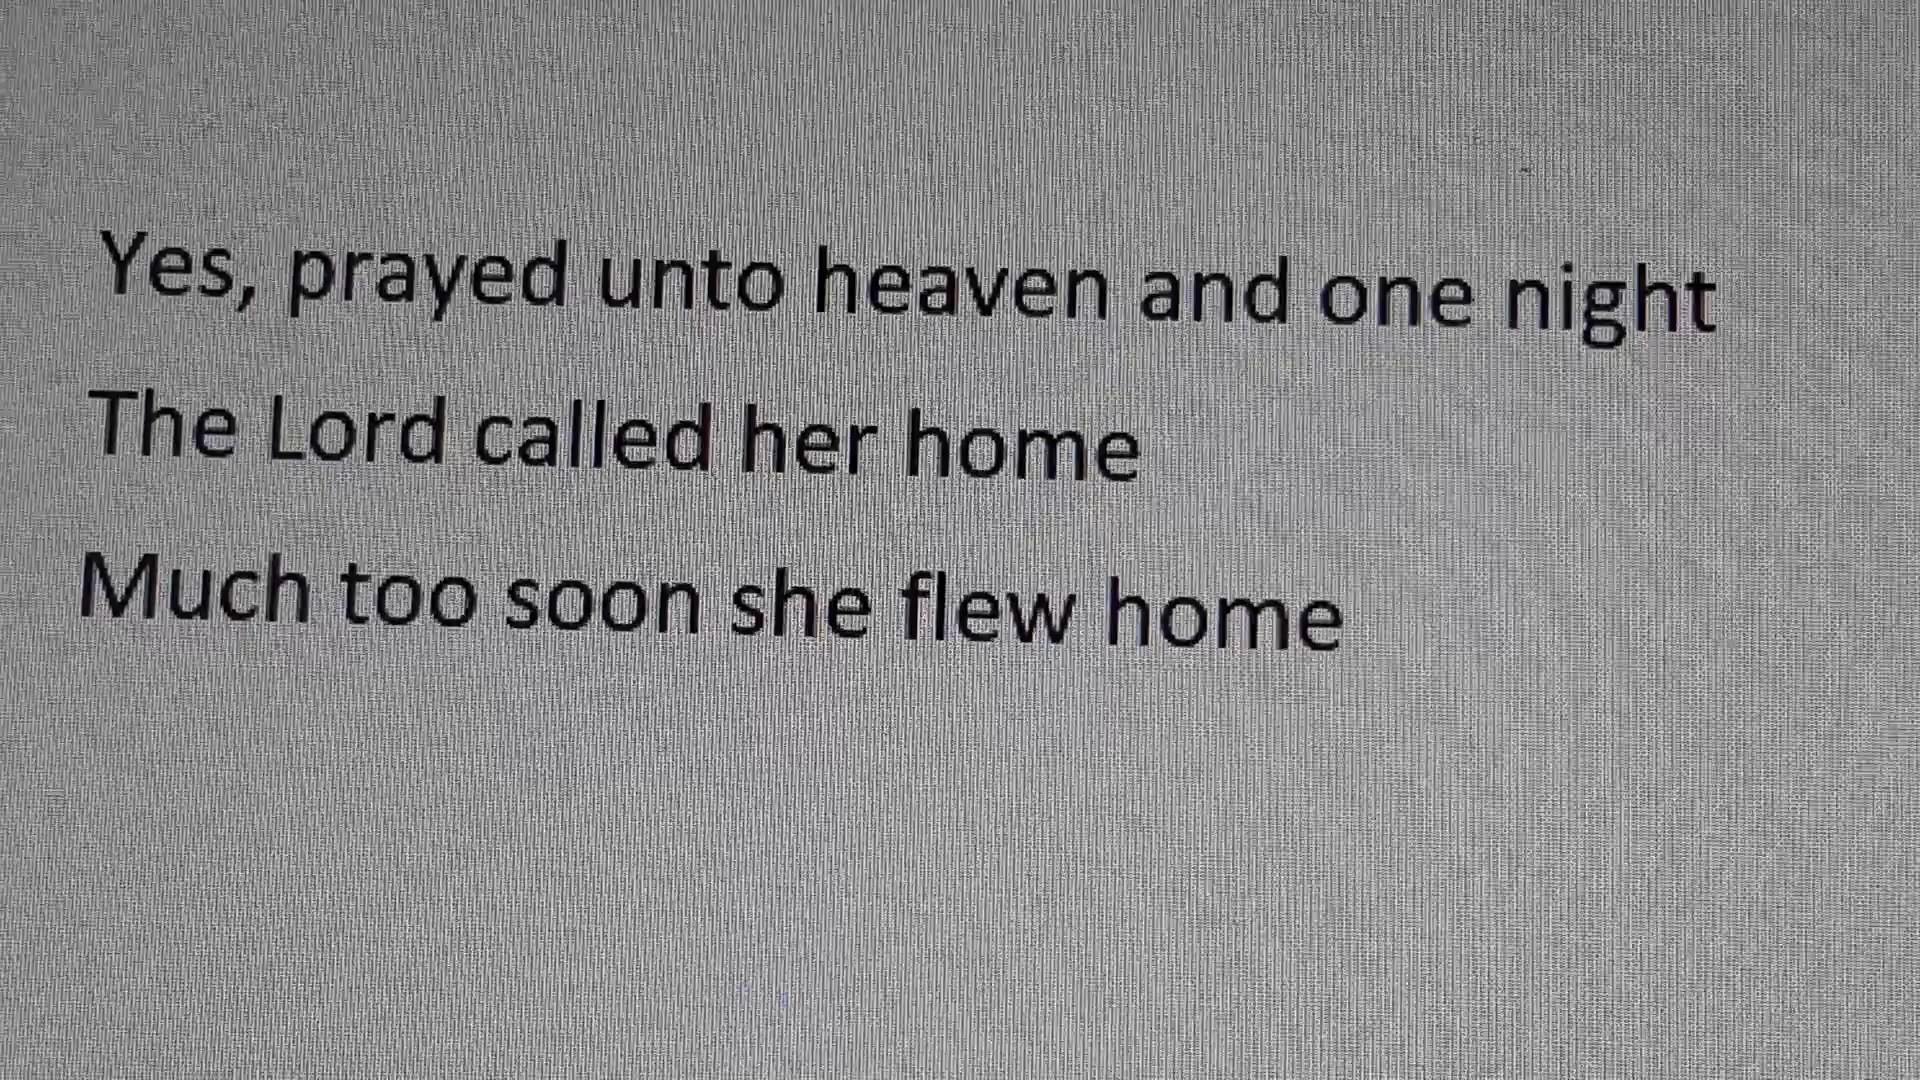 Yes, prayed unto heaven and one night
The Lord called her home
Much too soon she flew home